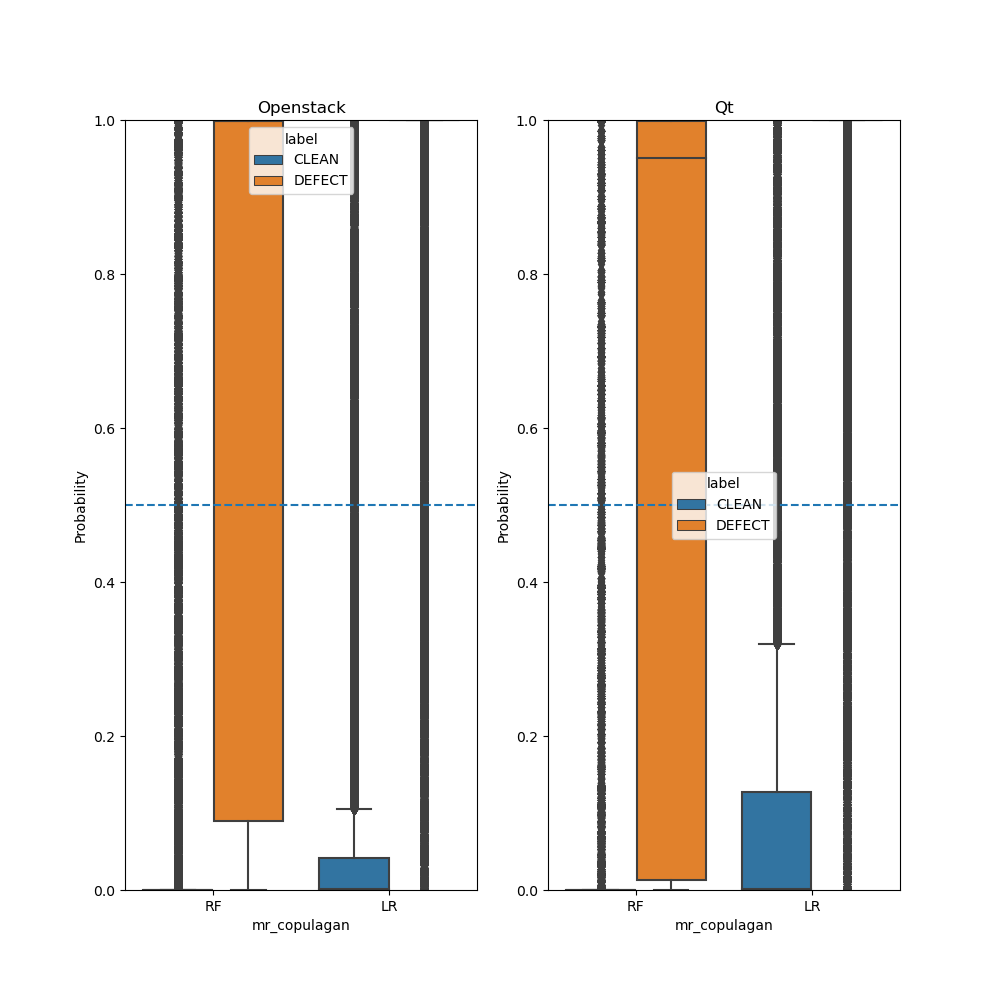 Openstack
1.0
0.8
0.6
0.4
0.2
0.0
Probability
label
CLEAN
DEFECT
RF
LR
mr_copulagan
Qt
1.0
0.8
0.6
0.4
0.2
0.0
Probability
label
CLEAN
DEFECT
RF
LR
mr_copulagan